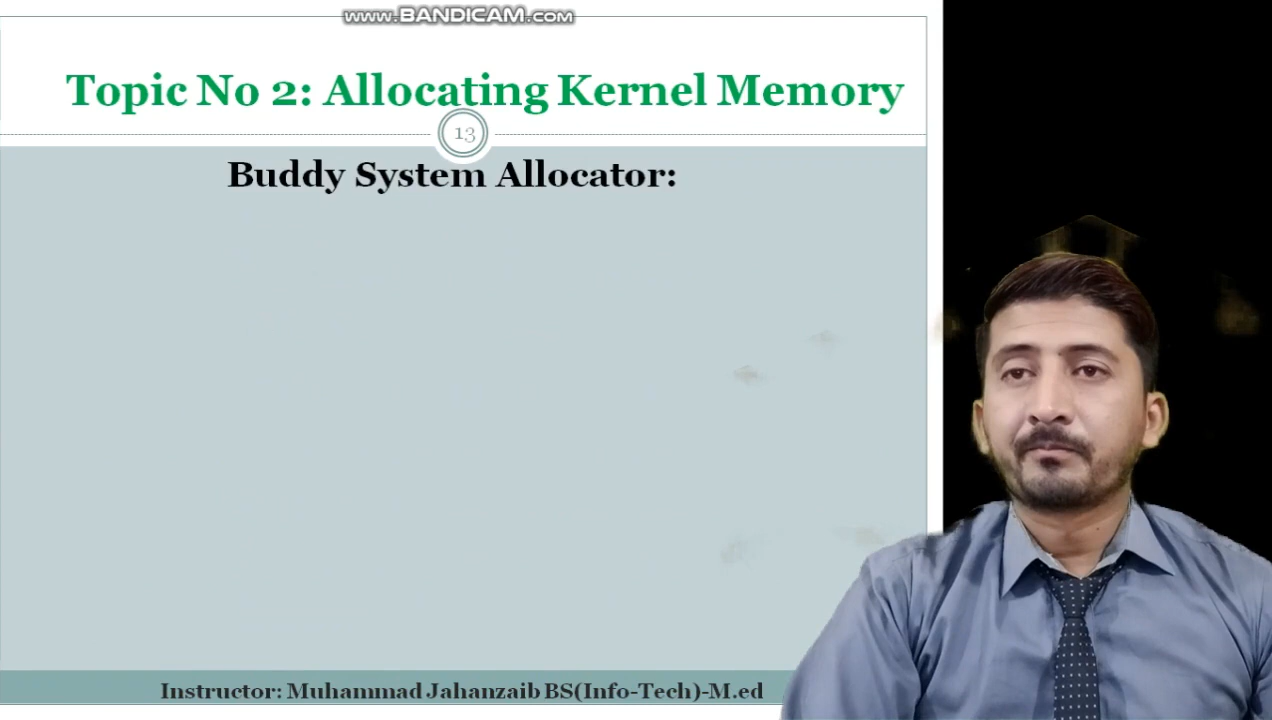 www.BANDICAM.com
Topic No 2: Allocating Kernel Memory
13
Buddy System Allocator:
Instructor: Muhammad Jahanzaib BS(Info-Tech)-M.ed